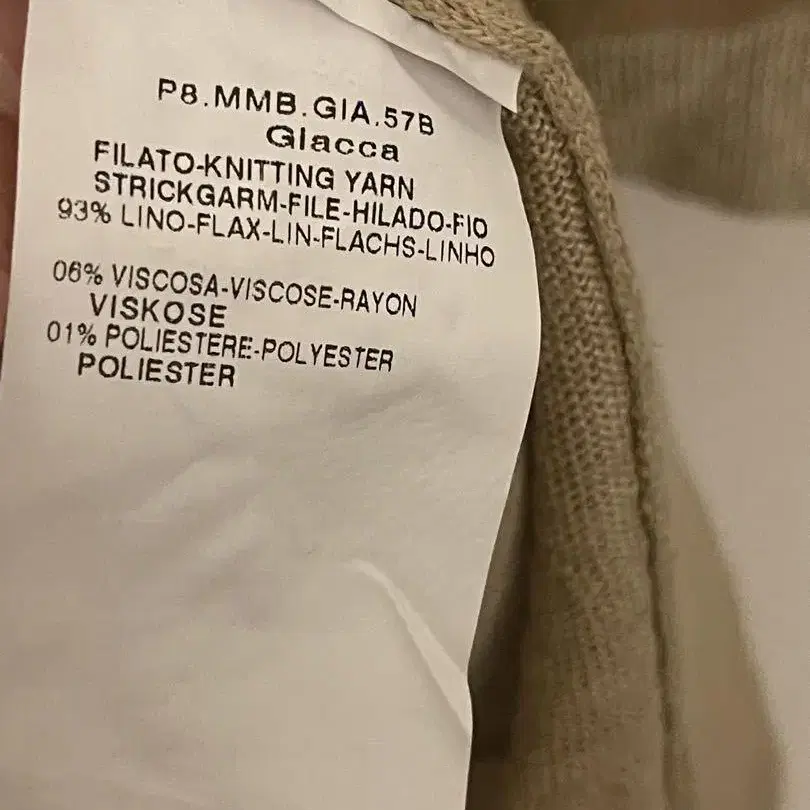 P8.MMB.GIA.57B
Giacca
FILATO-KNITTING YARN
STRICKGARM-FILE-HILADO-FIO
93% LINO-FLAX-LIN-FLACHS-LINHO
06% VISCOSA-VISCOSE-RAYON
VISKOSE
01% POLIESTERE-POLYESTER
POLIESTER